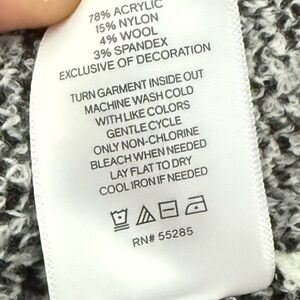 78% ACRYLIC
15% NYLON
4% WOOL
3% SPANDEX
EXCLUSIVE OF DECORATION
TURN GARMENT INSIDE OUT
MACHINE WASH COLD
WITH LIKE COLORS
GENTLE CYCLE
ONLY NON-CHLORINE
BLEACH WHEN NEEDED
LAY FLAT TO DRY
COOL IRON IF NEEDED
RN# 55285